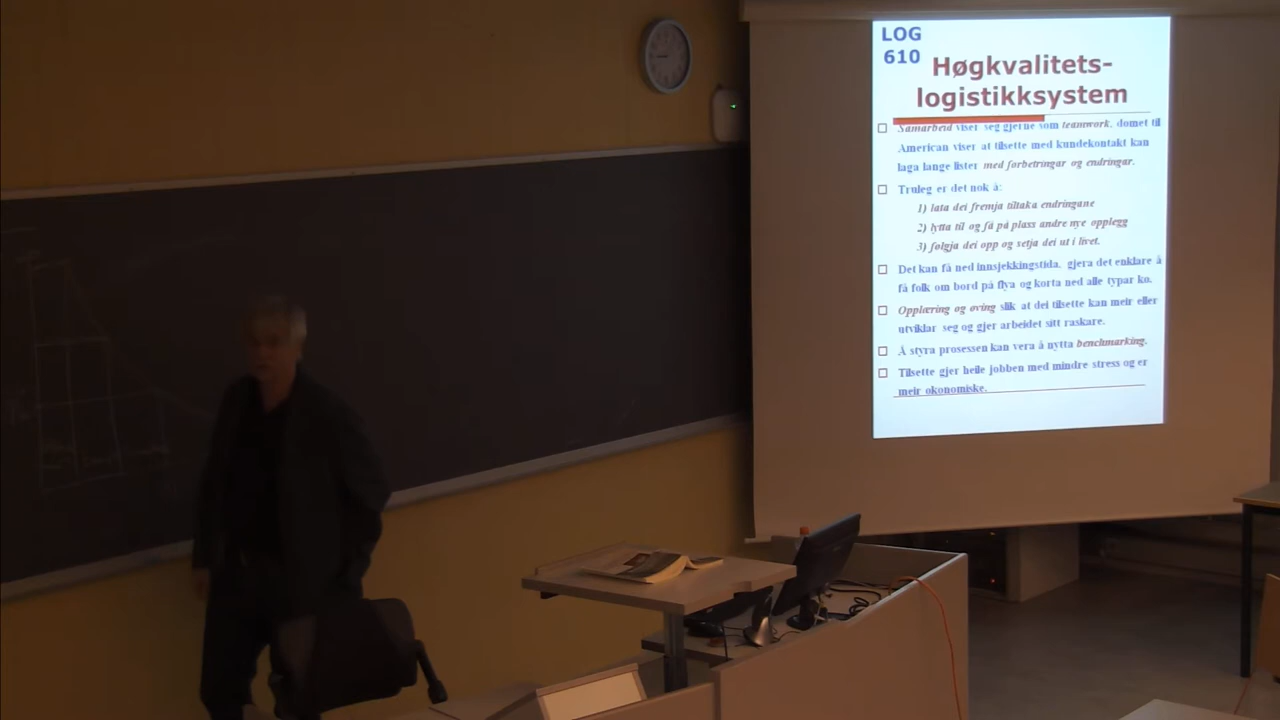 LOG
610
Høgkvalitets-
logistikksystem
Samarbeid viser seg gjerne som teamwork, domet til
American viser at tilsette med kundekontakt kan
laga lange lister med forbetringar og endringar.
Truleg er det nok å:
1) lata dei fremja tiltaka endringane
2) lytta til og få på plass andre nye opplegg
3) følgja dei opp og setja dei ut i livet.
Det kan få ned innsjekkingstida, gjera det enklare å
få folk om bord på flya og korta ned alle typar kø.
Opplæring og øving slik at dei tilsette kan meir eller
utviklar seg og gjer arbeidet sitt raskare.
Å styra prosessen kan vera å nytta benchmarking.
Tilsette gjer heile jobben med mindre stress og er
meir økonomiske.